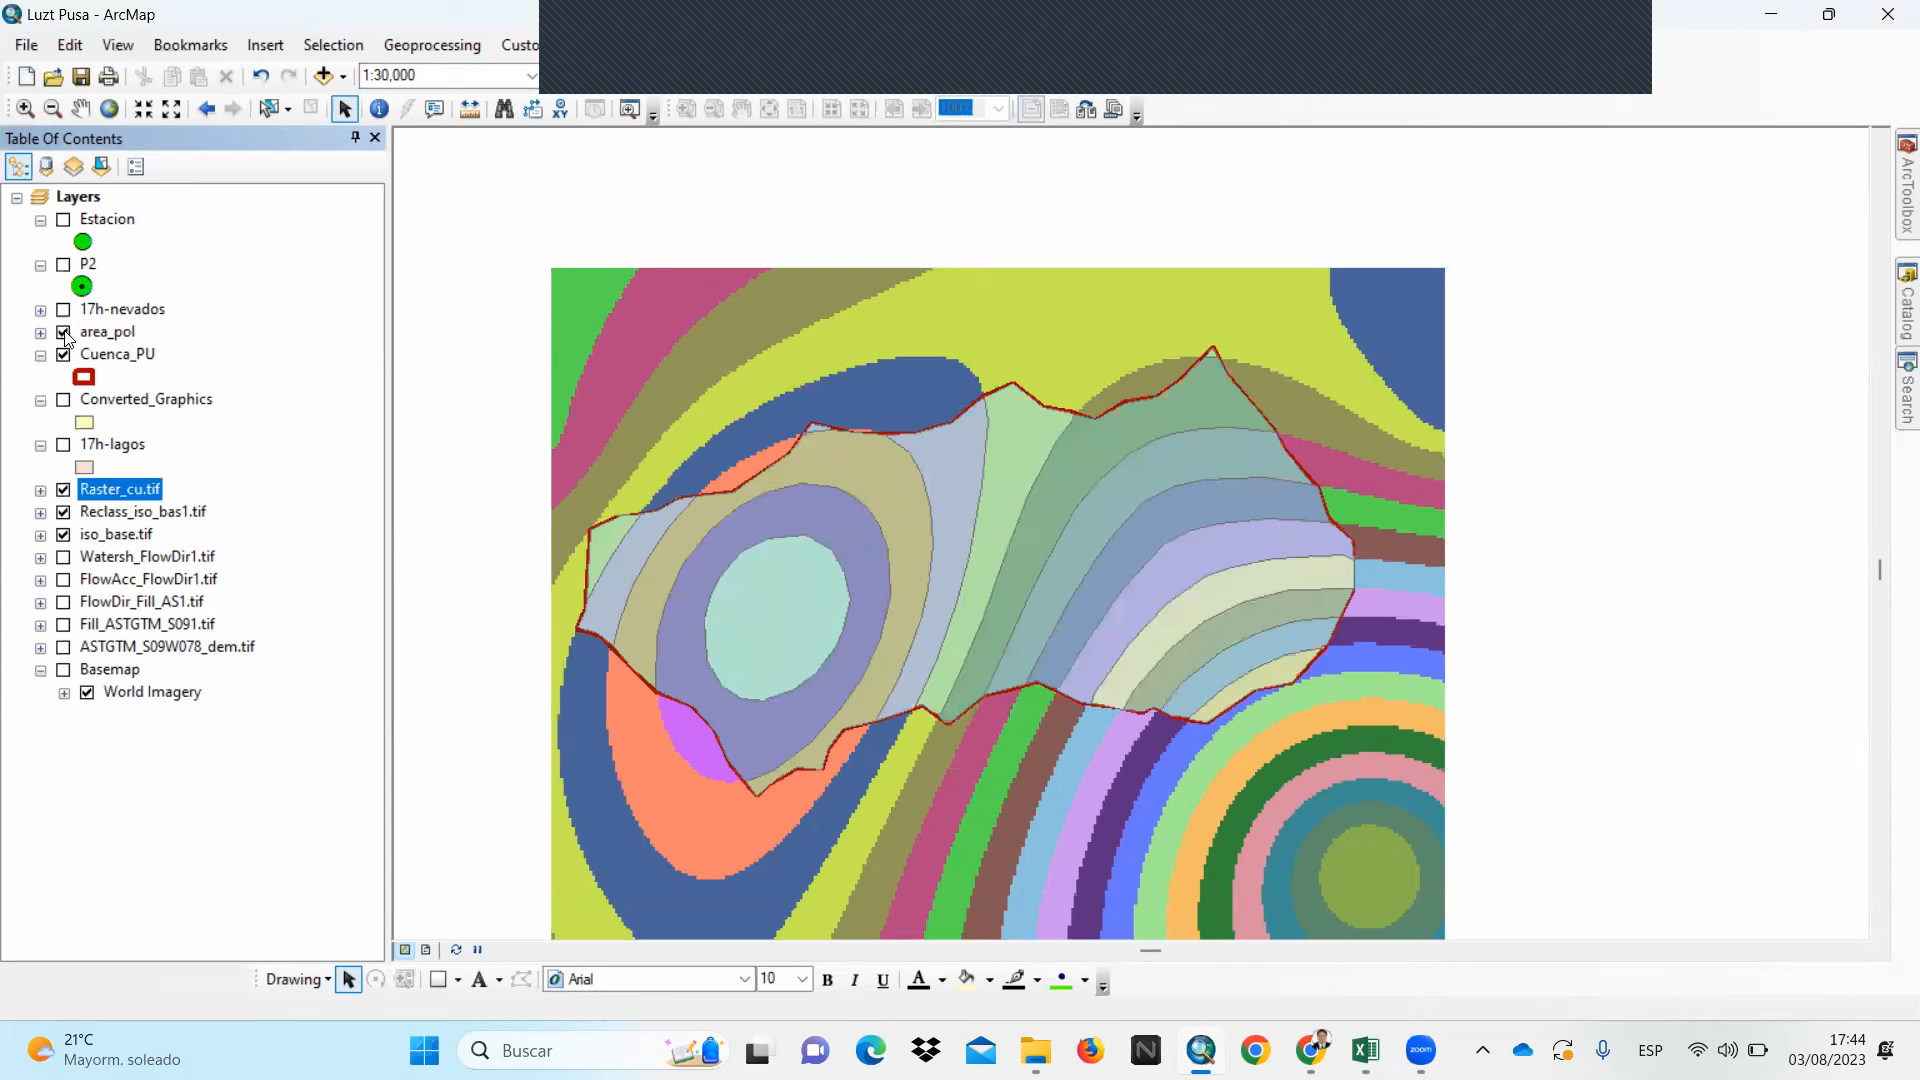 Luzt Pusa - ArcMap
File Edit View Bookmarks Insert Selection Geoprocessing Custo
1:30,000
100%
Table Of Contents
Layers
Estacion
P2
17h-nevados
area_pol
Cuenca_PU
Converted_Graphics
17h-lagos
Raster_cu.tif
Reclass_iso_bas1.tif
iso_base.tif
Watersh_FlowDir1.tif
FlowAcc_FlowDir1.tif
FlowDir_Fill_AS1.tif
Fill_ASTGTM_S091.tif
ASTGTM_S09W078_dem.tif
Basemap
World Imagery
ArcToolbox
Catalog
Search
Drawing Arial 10 B I U A
21°C
Mayorm. soleado
Buscar
zoom
ESP
17:44
03/08/2023